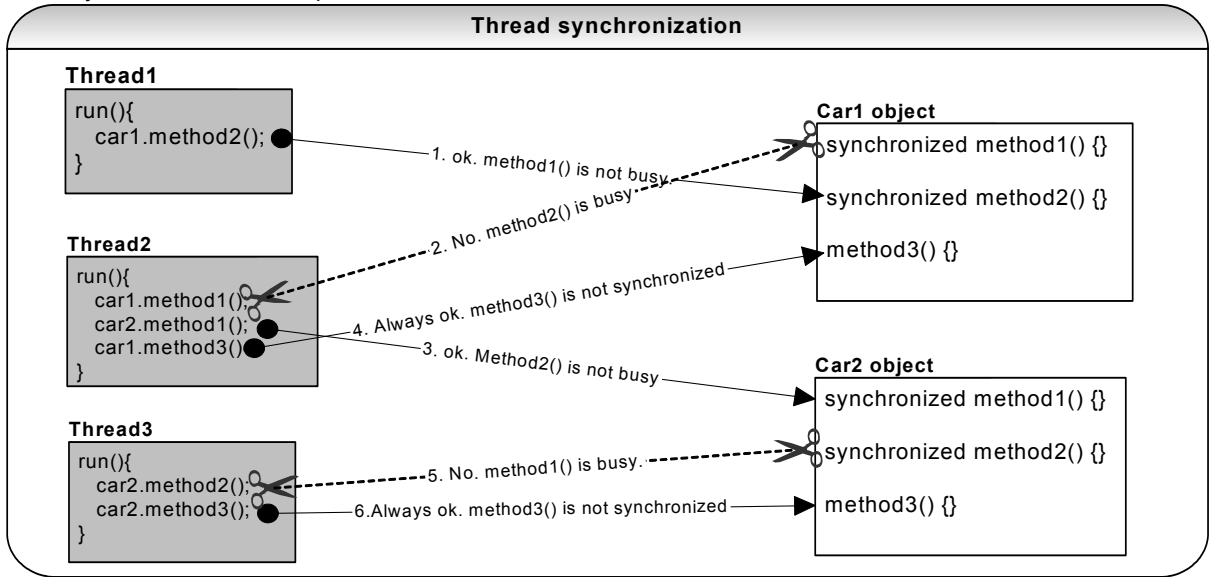 Thread synchronization
Thread1
run(){
car1.method2();
}
Thread2
run(){
car1.method1();
car2.method1();
car1.method3()
}
Thread3
run(){
car2.method2();
car2.method3();
}
1. ok. method1() is not busy.
2. No. method2() is busy
4. Always ok. method3() is not synchronized
3. ok. Method2() is not busy
5. No. method1() is busy.
6.Always ok. method3() is not synchronized
Car1 object
synchronized method1() {}
synchronized method2() {}
method3() {}
Car2 object
synchronized method1() {}
synchronized method2() {}
method3() {}